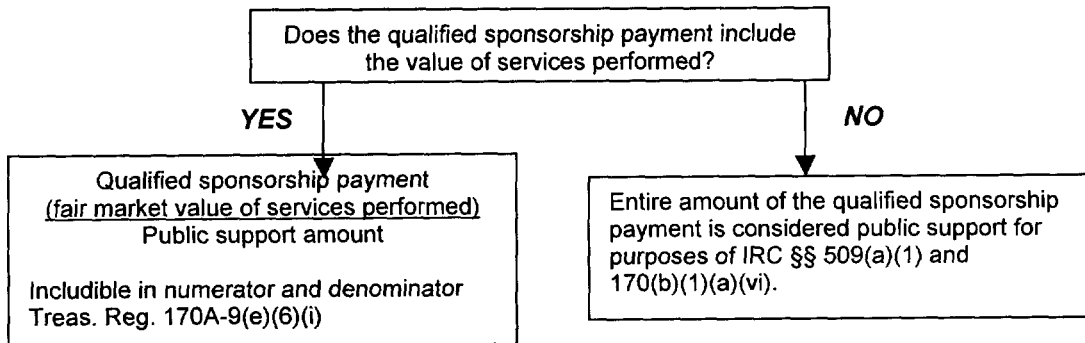 Does the qualified sponsorship payment include
the value of services performed?
YES
NO
Qualified sponsorship payment
(fair market value of services performed)
Public support amount
Includible in numerator and denominator
Treas. Reg. 170A-9(e)(6)(i)
Entire amount of the qualified sponsorship
payment is considered public support for
purposes of IRC §§ 509(a)(1) and
170(b)(1)(a)(vi).